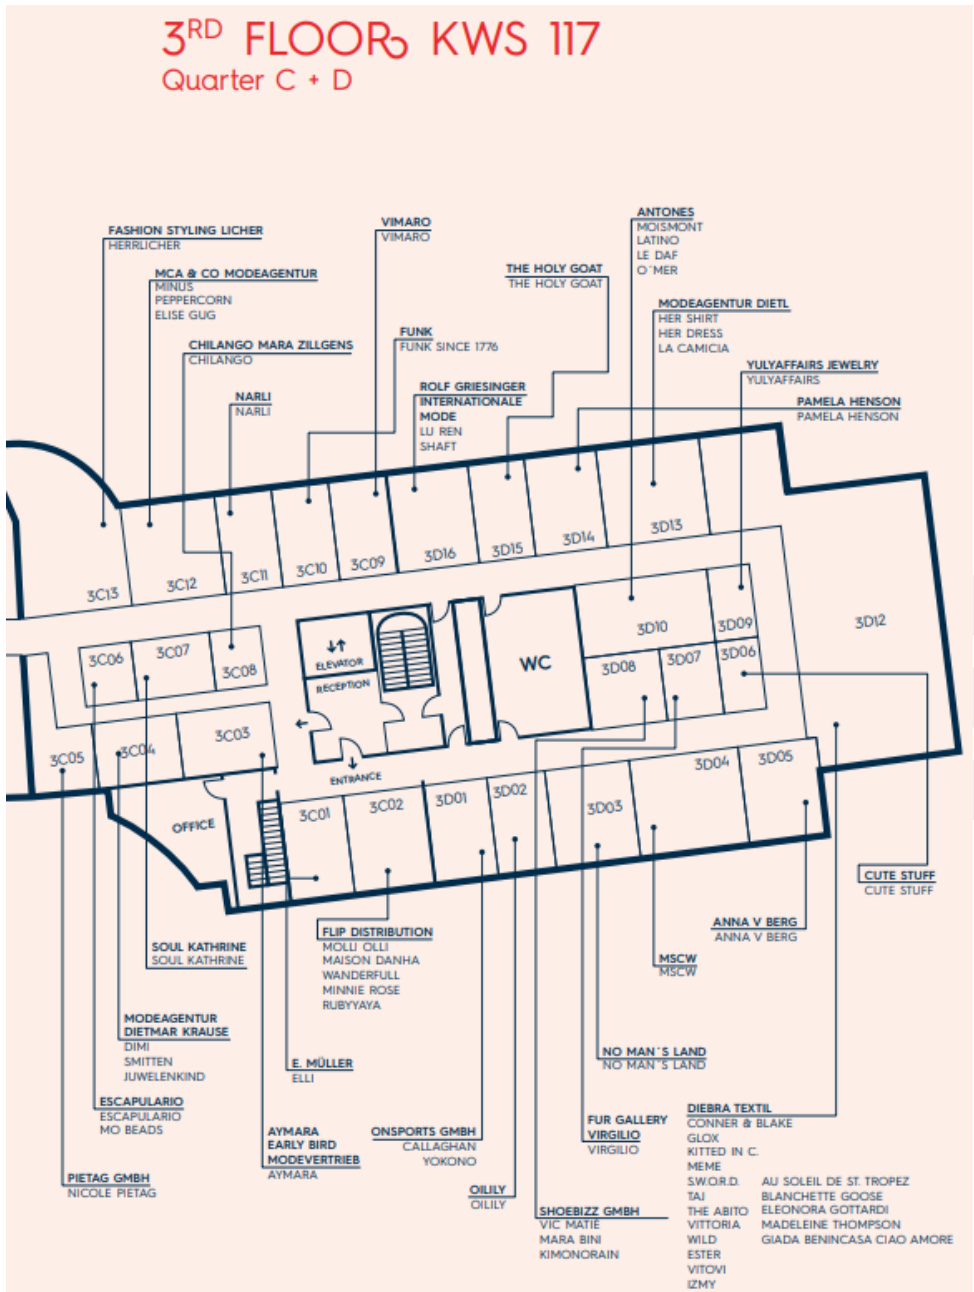 3RD FLOOR KWS 117
Quarter C + D
FASHION STYLING LICHER
HERRLICHER
MCA & CO MODEAGENTUR
MINUS
PEPPERCORN
ELISE GUG
CHILANGO MARA ZILLGENS
CHILANGO
NARLI
NARLI
VIMARO
VIMARO
FUNK
FUNK SINCE 1776
ROLF GRIESINGER
INTERNATIONALE
MODE
LU REN
SHAFT
THE HOLY GOAT
THE HOLY GOAT
ANTONES
MOISMONT
LATINO
LE DAF
O´MER
MODEAGENTUR DIETL
HER SHIRT
HER DRESS
LA CAMICIA
YULYAFFAIRS JEWELRY
YULYAFFAIRS
PAMELA HENSON
PAMELA HENSON
3C13
3C12
3C11
3C10
3C09
3D16
3D15
3D14
3D13
3D12
3C06
3C07
3C08
ELEVATOR
RECEPTION
WC
3D10
3D09
3D08
3D07
3D06
3C05
3C04
3C03
ENTRANCE
OFFICE
3C01
3C02
3D01
3D02
3D03
3D04
3D05
CUTE STUFF
CUTE STUFF
ANNA V BERG
ANNA V BERG
MSCW
MSCW
NO MAN´S LAND
NO MAN´S LAND
SOUL KATHRINE
SOUL KATHRINE
FLIP DISTRIBUTION
MOLLI OLLI
MAISON DANHA
WANDERFULL
MINNIE ROSE
RUBYYAYA
MODEAGENTUR
DIETMAR KRAUSE
DIMI
SMITTEN
JUWELENKIND
E. MÜLLER
ELLI
ESCAPULARIO
ESCAPULARIO
MO BEADS
AYMARA
EARLY BIRD
MODEVERTRIEB
AYMARA
ONSPORTS GMBH
CALLAGHAN
YOKONO
PIETAG GMBH
NICOLE PIETAG
OILILY
OILILY
SHOEBIZZ GMBH
VIC MATIÉ
MARA BINI
KIMONORAIN
FUR GALLERY
VIRGILIO
VIRGILIO
DIEBRA TEXTIL
CONNER & BLAKE
GLOX
KITTED IN C.
MEME
S.W.O.R.D.
TAJ
THE ABITO
VITTORIA
WILD
ESTER
VITOVI
IZMY
AU SOLEIL DE ST. TROPEZ
BLANCHETTE GOOSE
ELEONORA GOTTARDI
MADELEINE THOMPSON
GIADA BENINCASA CIAO AMORE